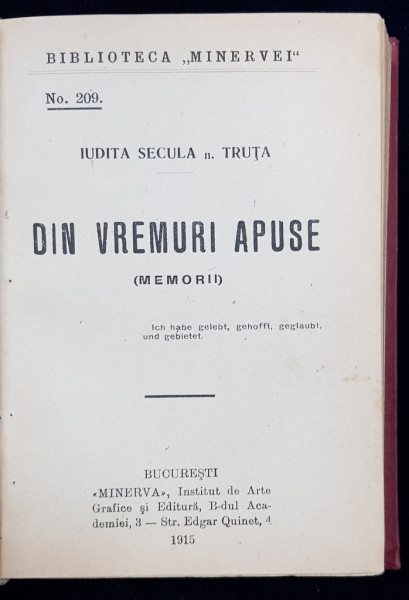 BIBLIOTECA „MINERVEI“
No. 209.
IUDITA SECULA n. TRUȚA
DIN VREMURI APUSE
(MEMORII)
Ich habe gelebt, gehofft, geglaubt,
und gebietet.
BUCUREȘTI
«MINERVA», Institut de Arte
Grafice și Editură, B-dul Aca-
demiei, 3 — Str. Edgar Quinet, 4
1915